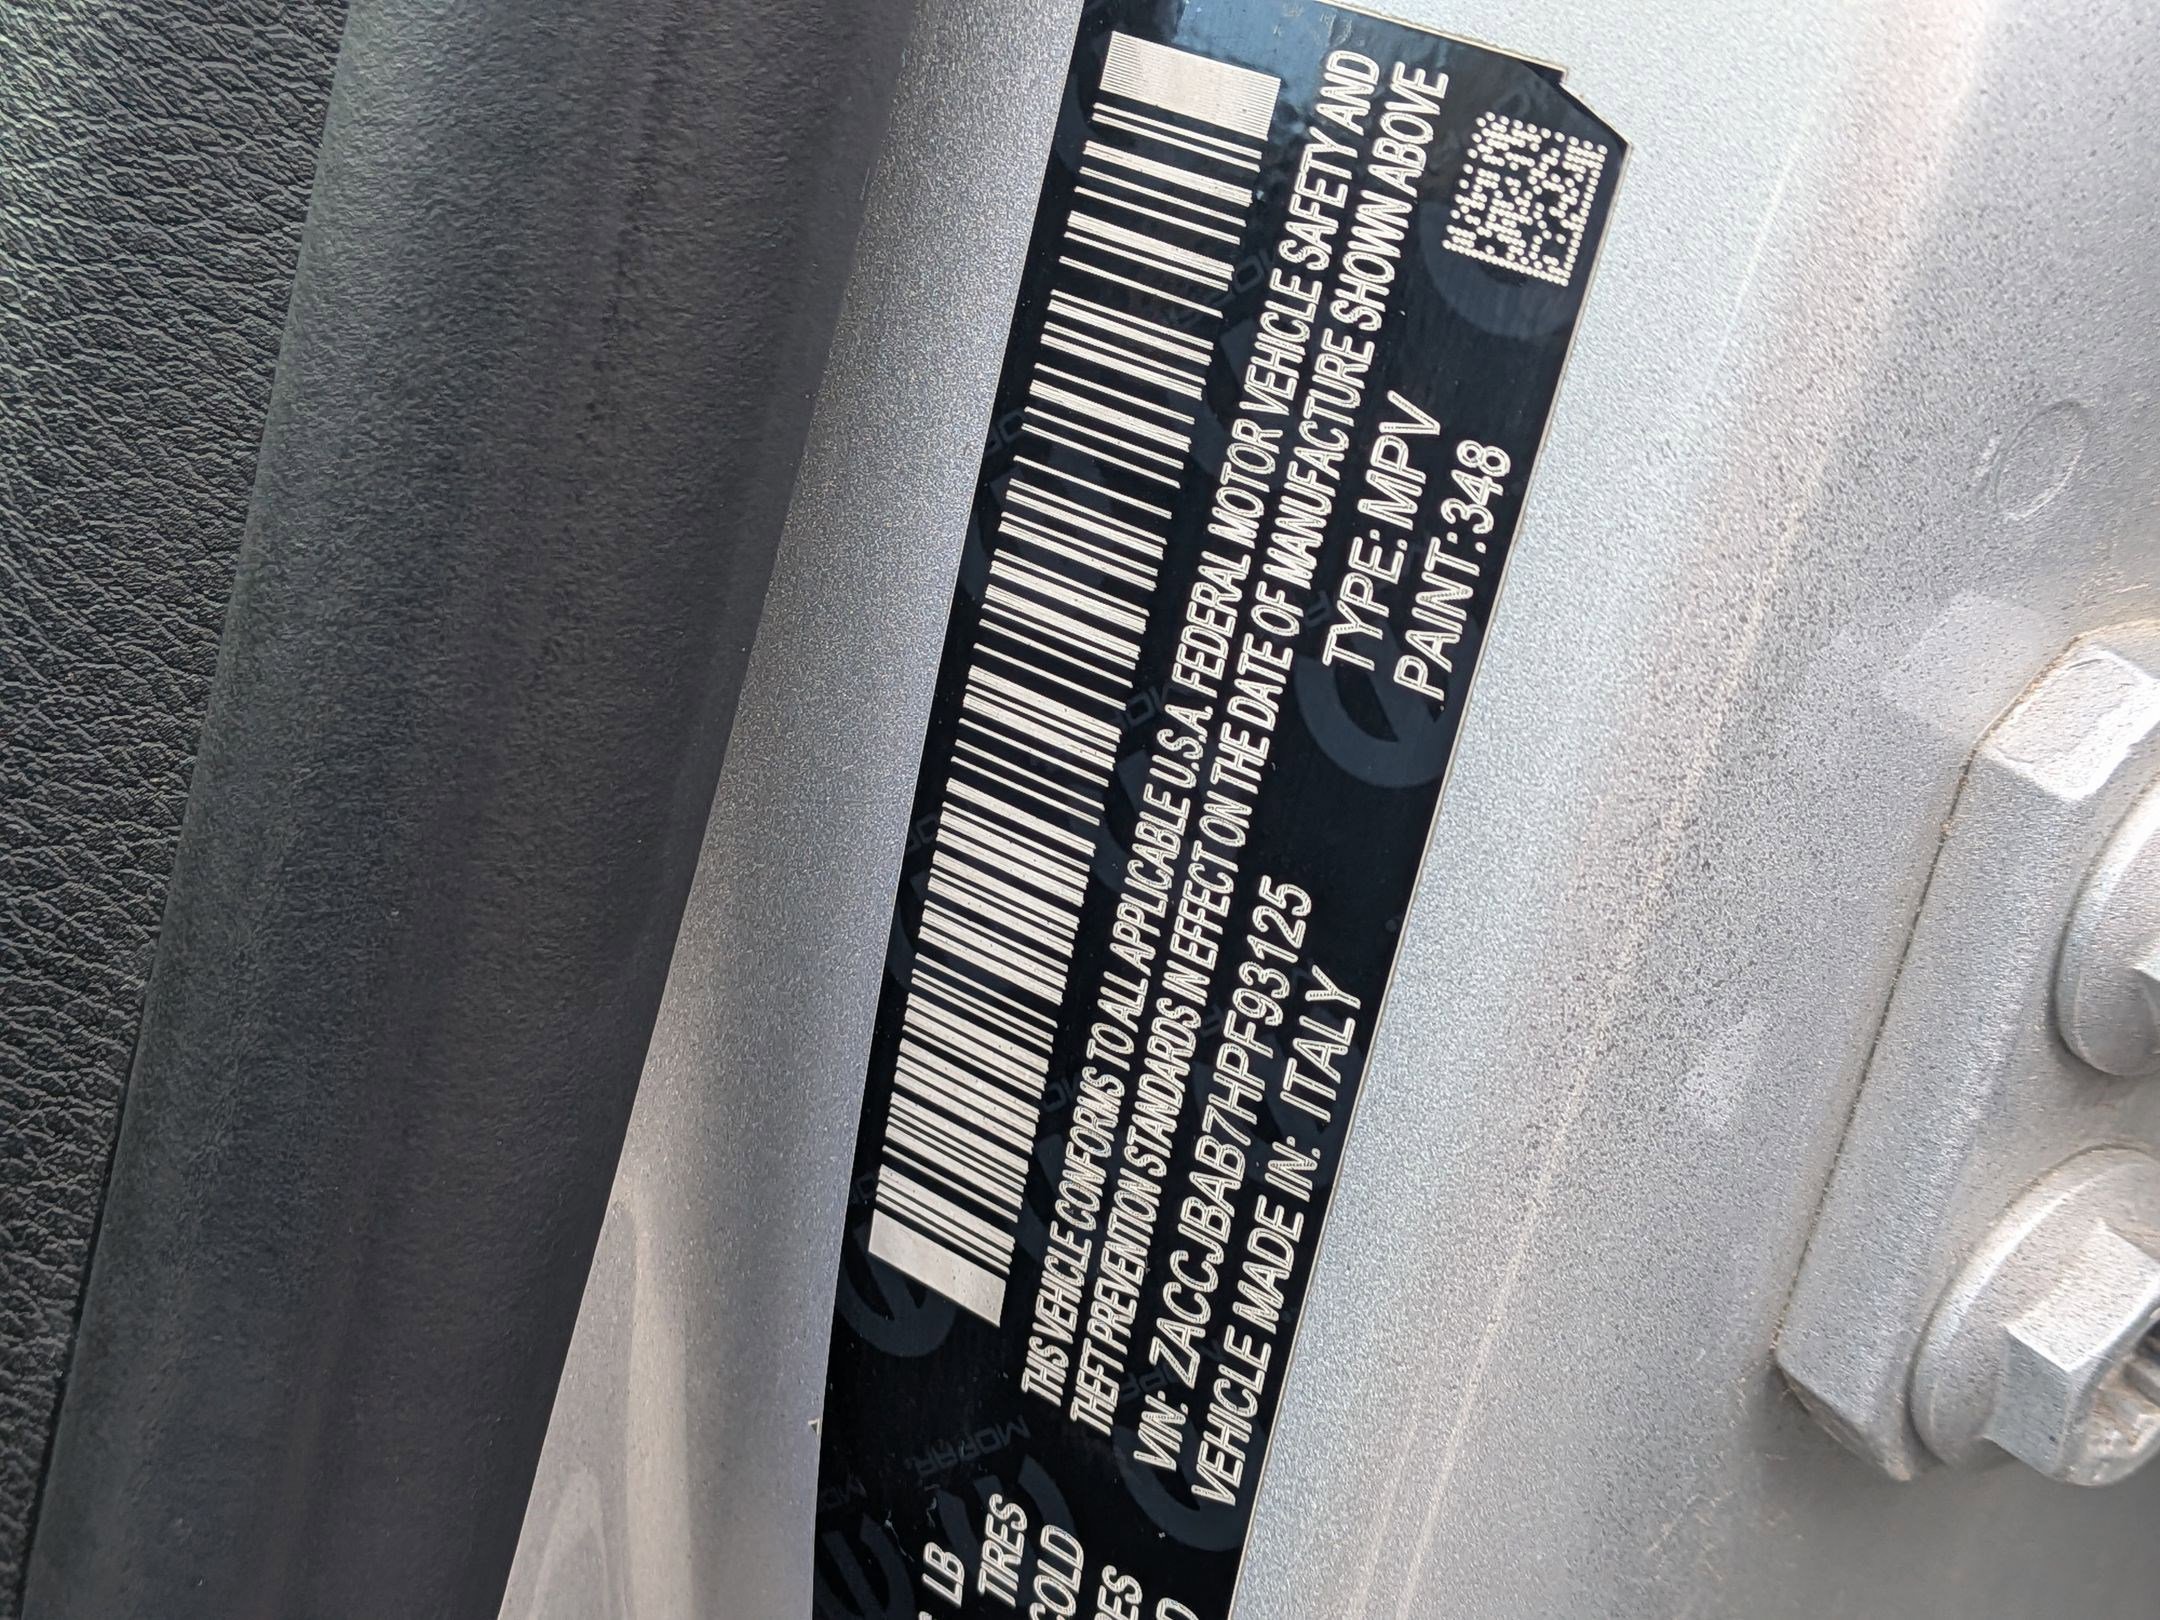 THIS VEHICLE CONFORMS TO ALL APPLICABLE U.S.A. FEDERAL MOTOR VEHICLE SAFETY AND
THEFT PREVENTION STANDARDS IN EFFECT ON THE DATE OF MANUFACTURE SHOWN ABOVE
VIN: ZACCJBAB7HPF93125
TYPE: MPV
VEHICLE MADE IN: ITALY
PAINT:348
LB
TIRES
COLD
MOPAR